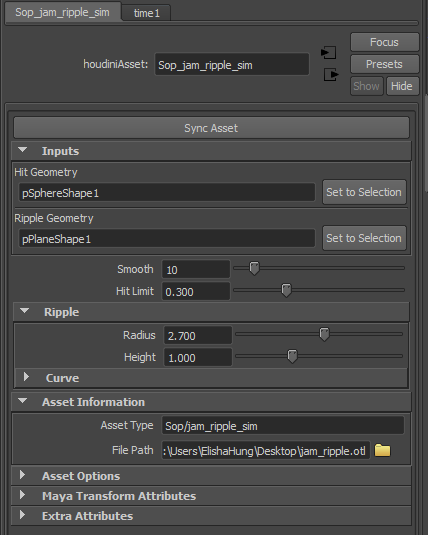 Sop_jam_ripple_sim time1
houdiniAsset: Sop_jam_ripple_sim
Focus
Presets
Show Hide
Sync Asset
Inputs
Hit Geometry
pSphereShape1 Set to Selection
Ripple Geometry
pPlaneShape1 Set to Selection
Smooth 10
Hit Limit 0.300
Ripple
Radius 2.700
Height 1.000
Curve
Asset Information
Asset Type Sop/jam_ripple_sim
File Path :\Users\ElishaHung\Desktop\jam_ripple.otl
Asset Options
Maya Transform Attributes
Extra Attributes